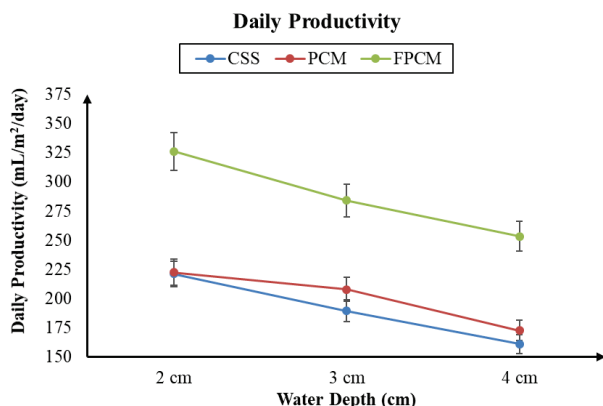 Daily Productivity
CSS PCM FPCM
Daily Productivity (mL/m²/day)
375
350
325
300
275
250
225
200
175
150
2 cm 3 cm 4 cm
Water Depth (cm)